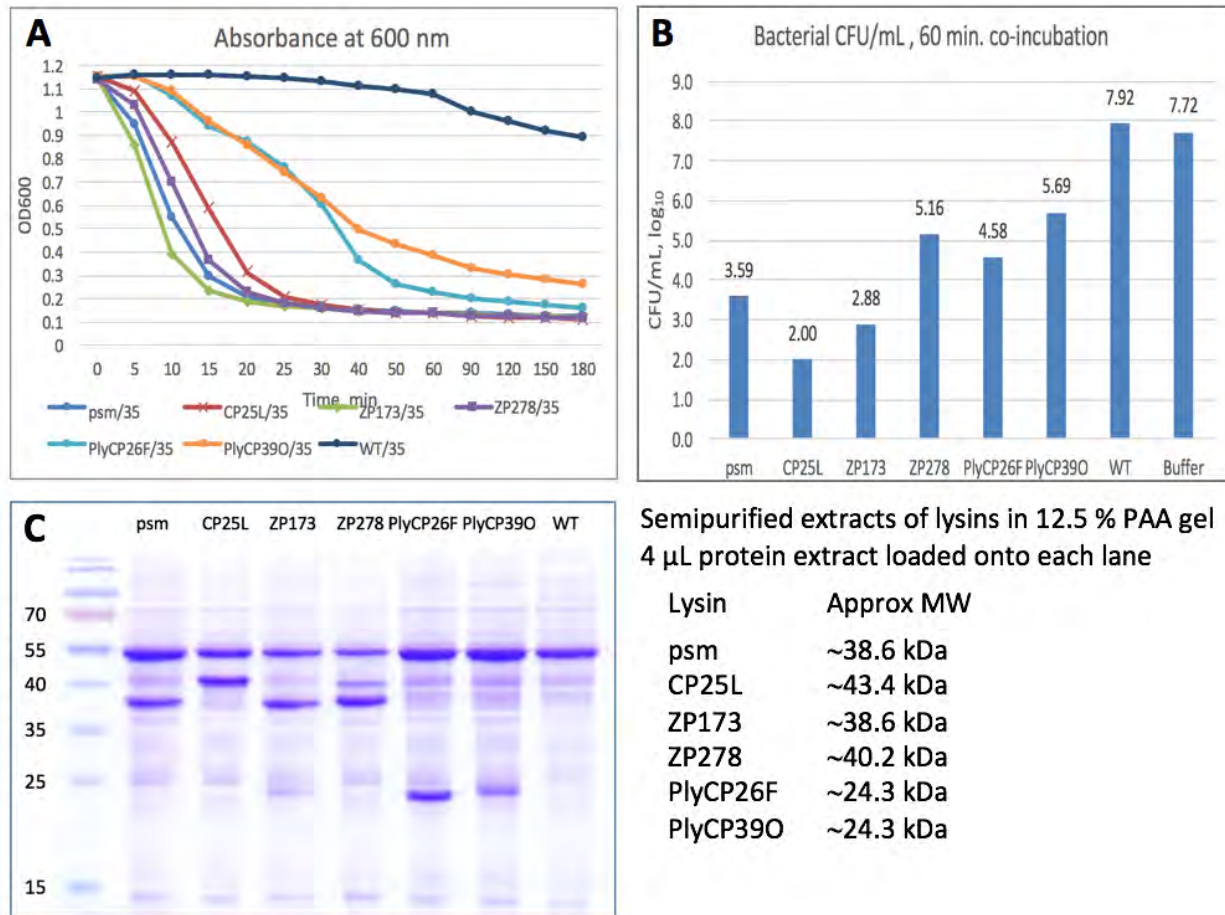 A
Absorbance at 600 nm
OD600
1.2
1.1
1
0.9
0.8
0.7
0.6
0.5
0.4
0.3
0.2
0.1
0
0 5 10 15 20 25 30 40 50 60 90 120 150 180
Time, min
psm/35 CP25L/35 ZP173/35 ZP278/35
PlyCP26F/35 PlyCP39O/35 WT/35
B
Bacterial CFU/mL , 60 min. co-incubation
CFU/mL, log₁₀
9.0
8.0
7.0
6.0
5.0
4.0
3.0
2.0
1.0
0.0
3.59 2.00 2.88 5.16 4.58 5.69 7.92 7.72
psm CP25L ZP173 ZP278 PlyCP26F PlyCP39O WT Buffer
C
psm CP25L ZP173 ZP278 PlyCP26F PlyCP39O WT
70
55
40
35
25
15
Semipurified extracts of lysins in 12.5 % PAA gel
4 µL protein extract loaded onto each lane
Lysin Approx MW
psm ~38.6 kDa
CP25L ~43.4 kDa
ZP173 ~38.6 kDa
ZP278 ~40.2 kDa
PlyCP26F ~24.3 kDa
PlyCP39O ~24.3 kDa